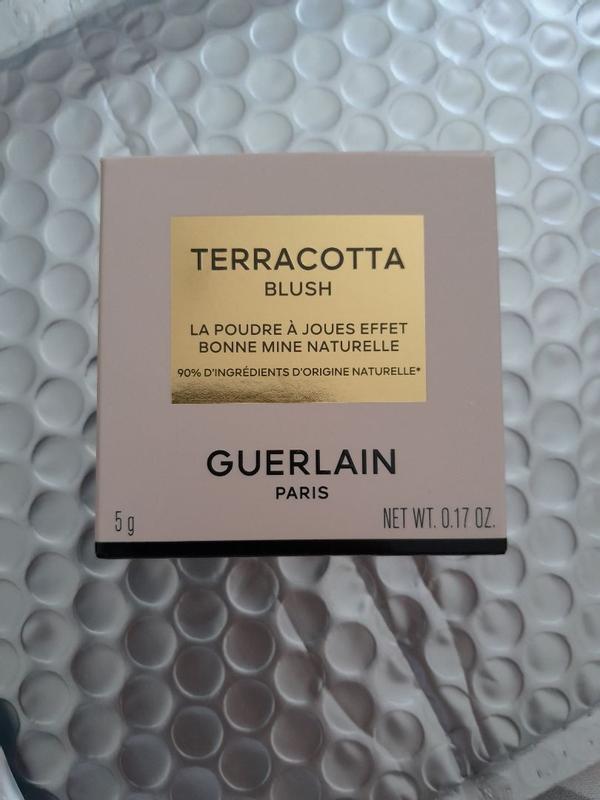 TERRACOTTA
BLUSH
LA POUDRE À JOUES EFFET
BONNE MINE NATURELLE
90% D'INGRÉDIENTS D'ORIGINE NATURELLE*
GUERLAIN
PARIS
5 g
NET WT. 0.17 OZ.